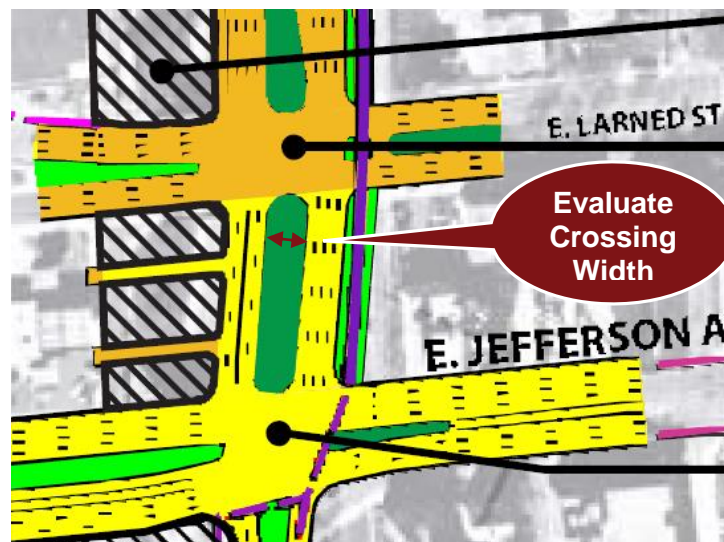 E. LARNED ST
Evaluate
Crossing
Width
E. JEFFERSON A